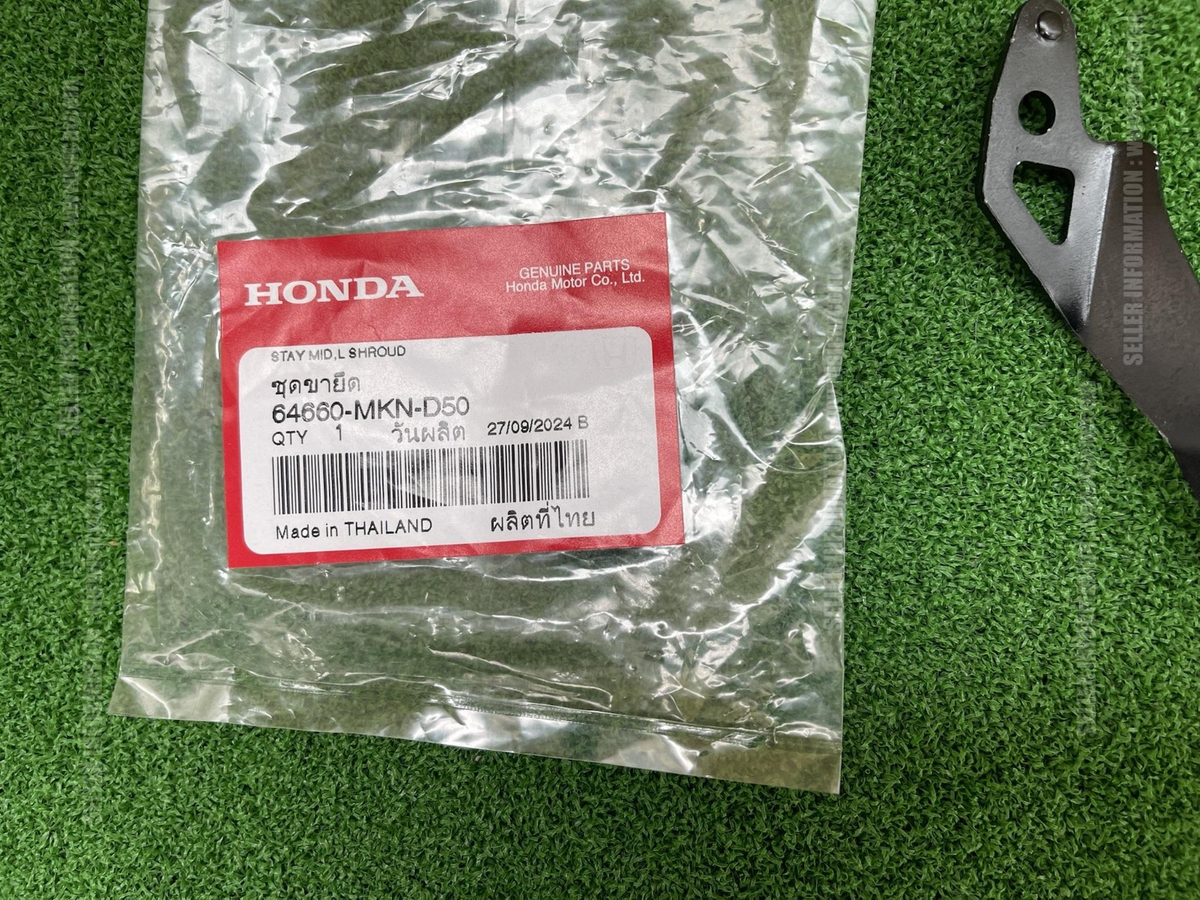 HONDA
GENUINE PARTS
Honda Motor Co., Ltd.
STAY MID,L SHROUD
ชุดขายึด
64660-MKN-D50
QTY 1 วันผลิต 27/09/2024 B
Made in THAILAND ผลิตที่ไทย
SELLER INFORMATION :